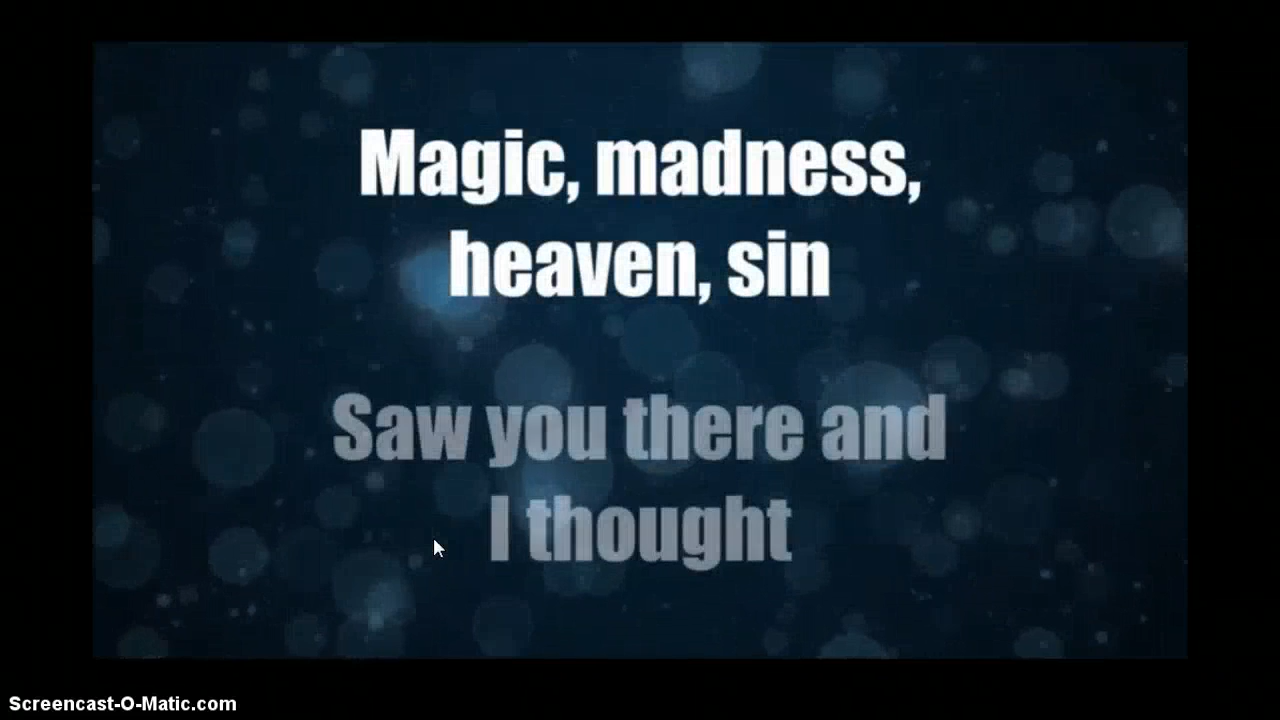 Magic, madness,
heaven, sin
Saw you there and
I thought
Screencast-O-Matic.com